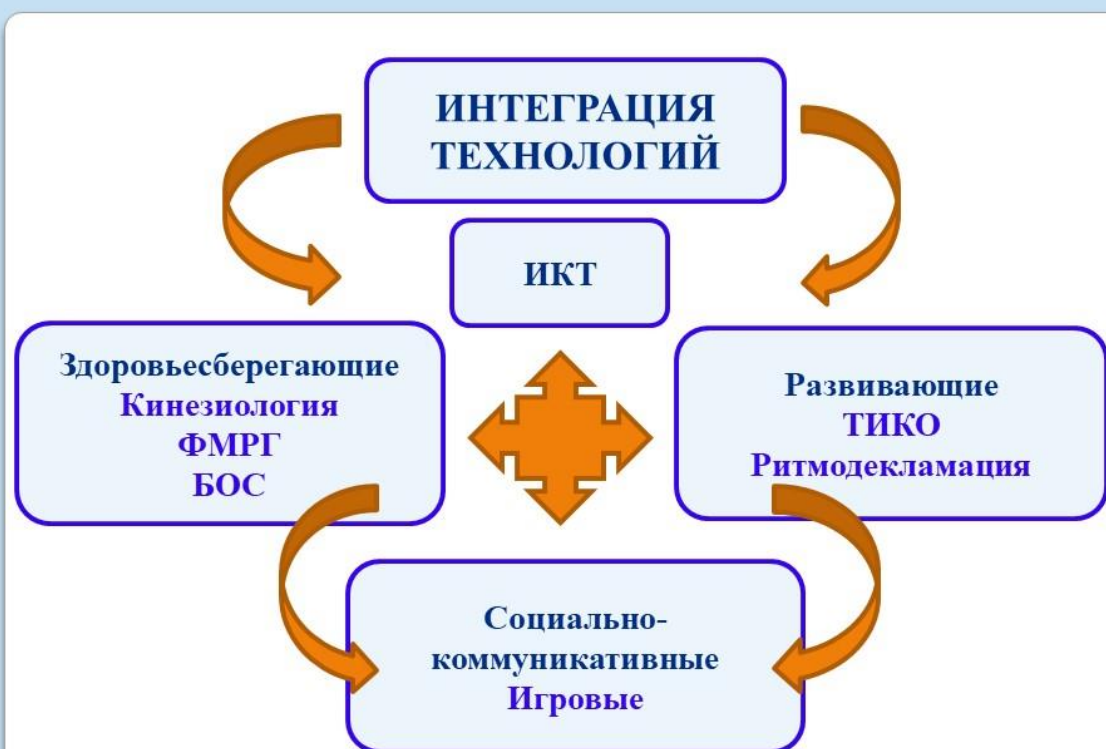 ИНТЕГРАЦИЯ
ТЕХНОЛОГИЙ
ИКТ
Здоровьесберегающие
Кинезиология
ФМРГ
БОС
Развивающие
ТИКО
Ритмодекламация
Социально-
коммуникативные
Игровые